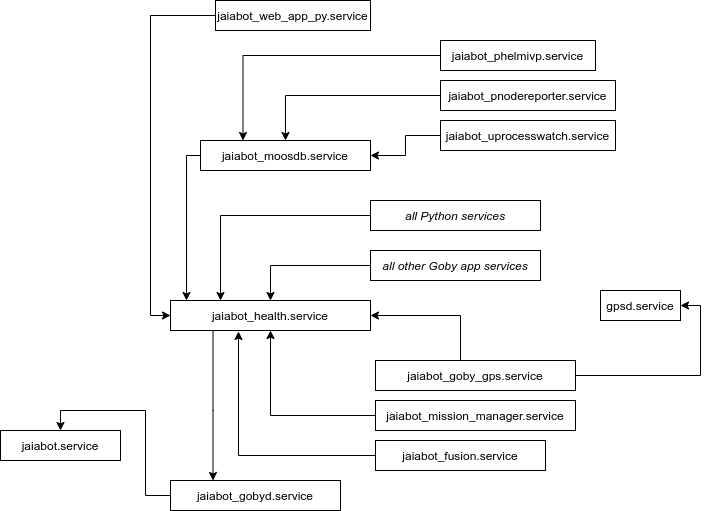 jaiabot_web_app_py.service
jaiabot_phelmivp.service
jaiabot_pnodereporter.service
jaiabot_uprocesswatch.service
jaiabot_moosdb.service
all Python services
all other Goby app services
gpsd.service
jaiabot_health.service
jaiabot_goby_gps.service
jaiabot_mission_manager.service
jaiabot.service
jaiabot_fusion.service
jaiabot_gobyd.service